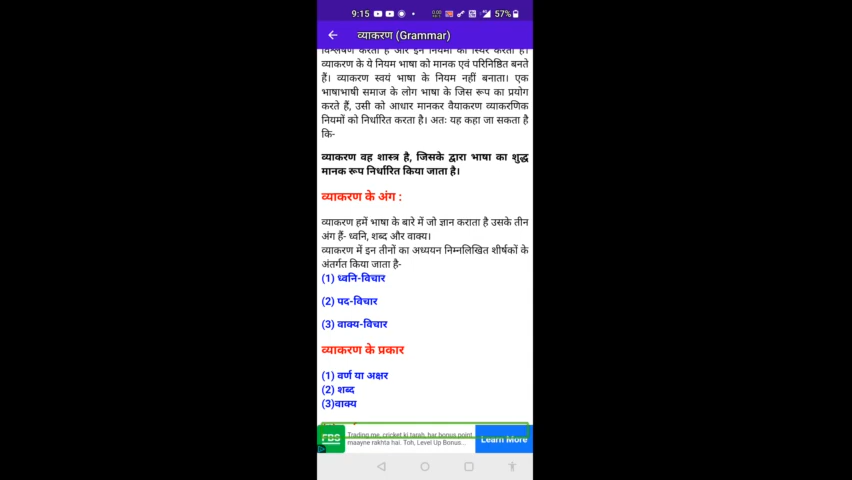 9:15 57%
व्याकरण (Grammar)
विश्लेषण करता है और इन नियमों को स्थिर करता है।
व्याकरण के ये नियम भाषा को मानक एवं परिनिष्ठित बनते
हैं। व्याकरण स्वयं भाषा के नियम नहीं बनाता। एक
भाषाभाषी समाज के लोग भाषा के जिस रूप का प्रयोग
करते हैं, उसी को आधार मानकर वैयाकरण व्याकरणिक
नियमों को निर्धारित करता है। अतः यह कहा जा सकता है
कि-
व्याकरण वह शास्त्र है, जिसके द्वारा भाषा का शुद्ध
मानक रूप निर्धारित किया जाता है।
व्याकरण के अंग :
व्याकरण हमें भाषा के बारे में जो ज्ञान कराता है उसके तीन
अंग हैं- ध्वनि, शब्द और वाक्य।
व्याकरण में इन तीनों का अध्ययन निम्नलिखित शीर्षकों के
अंतर्गत किया जाता है-
(1) ध्वनि-विचार
(2) पद-विचार
(3) वाक्य-विचार
व्याकरण के प्रकार
(1) वर्ण या अक्षर
(2) शब्द
(3)वाक्य
FBS
Trading me, cricket ki tarah, har bonus point
maayne rakhta hai. Toh, Level Up Bonus...
Learn More